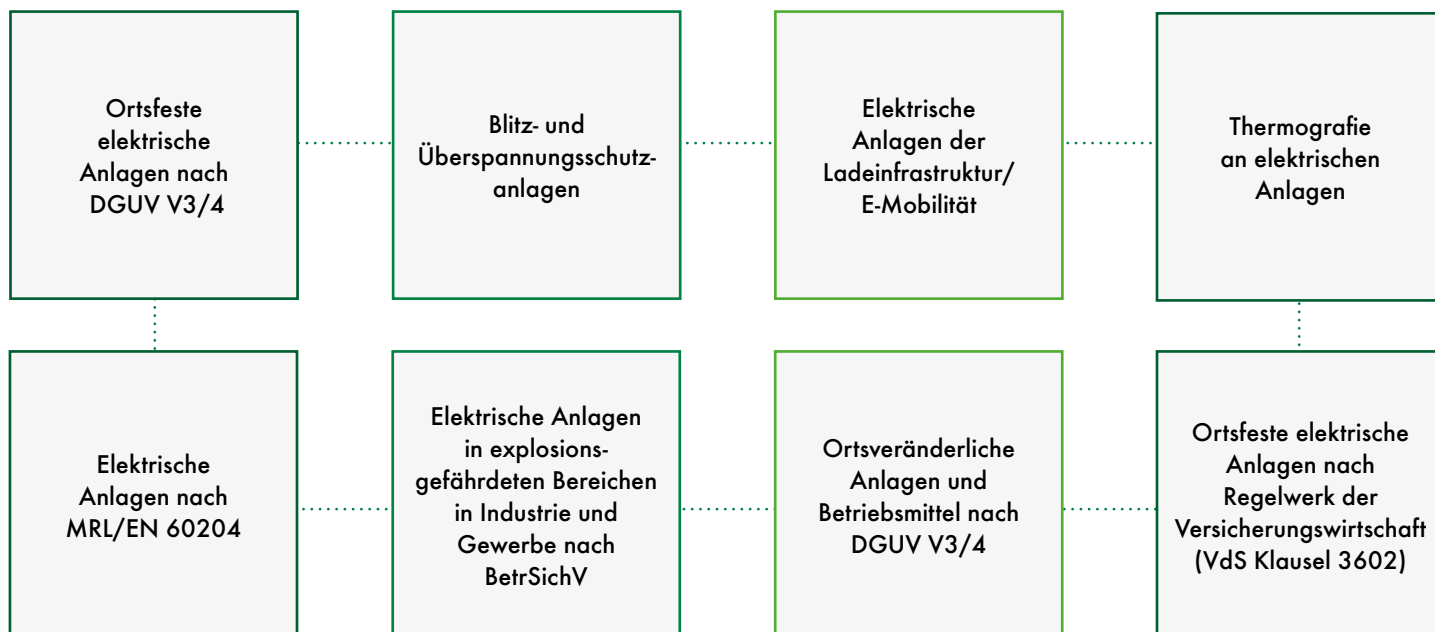 Ortsfeste
elektrische
Anlagen nach
DGUV V3/4
Blitz- und
Überspannungsschutz-
anlagen
Elektrische
Anlagen der
Ladeinfrastruktur/
E-Mobilität
Thermografie
an elektrischen
Anlagen
Elektrische
Anlagen nach
MRL/EN 60204
Elektrische Anlagen
in explosions-
gefährdeten Bereichen
in Industrie und
Gewerbe nach
BetrSichV
Ortsveränderliche
Anlagen und
Betriebsmittel nach
DGUV V3/4
Ortsfeste elektrische
Anlagen nach
Regelwerk der
Versicherungswirtschaft
(VdS Klausel 3602)